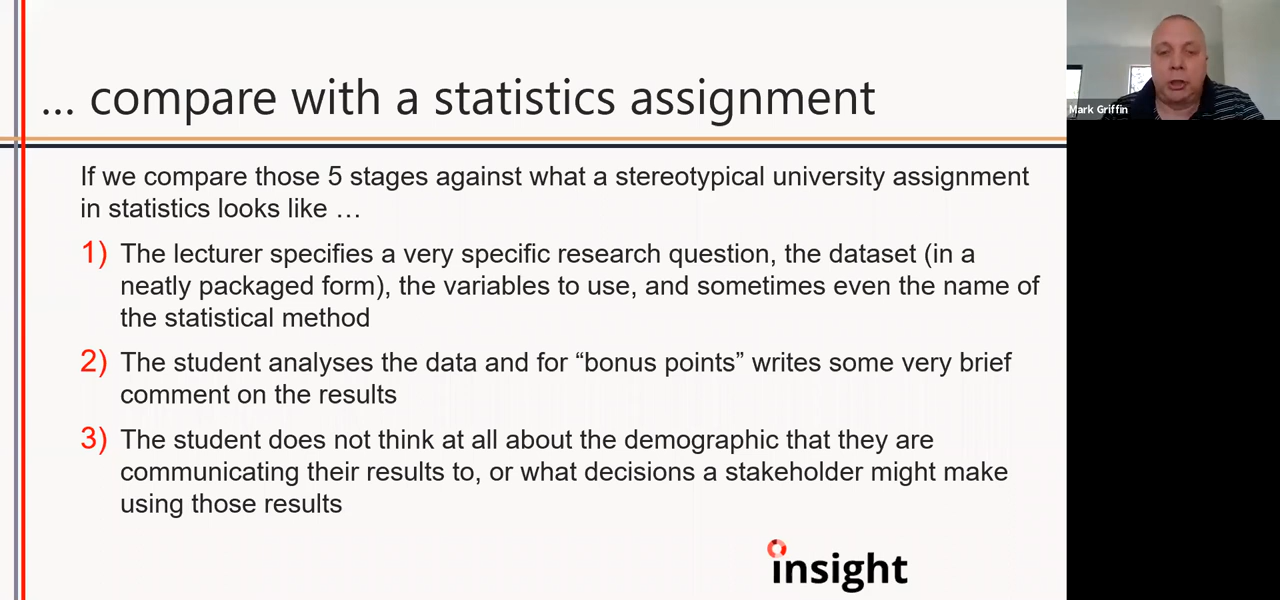 ... compare with a statistics assignment
Mark Griffin
If we compare those 5 stages against what a stereotypical university assignment
in statistics looks like …
1) The lecturer specifies a very specific research question, the dataset (in a
neatly packaged form), the variables to use, and sometimes even the name of
the statistical method
2) The student analyses the data and for “bonus points” writes some very brief
comment on the results
3) The student does not think at all about the demographic that they are
communicating their results to, or what decisions a stakeholder might make
using those results
insight